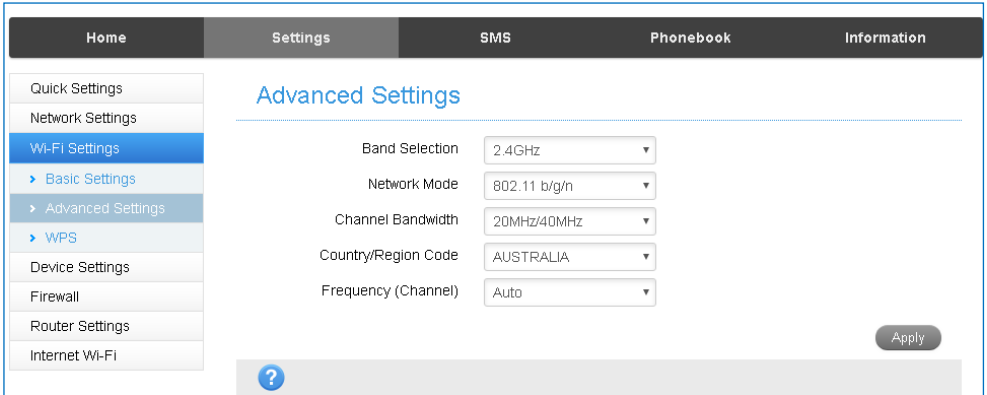 Home Settings SMS Phonebook Information
Quick Settings
Network Settings
Wi-Fi Settings
Basic Settings
Advanced Settings
WPS
Device Settings
Firewall
Router Settings
Internet Wi-Fi
Advanced Settings
Band Selection 2.4GHz
Network Mode 802.11 b/g/n
Channel Bandwidth 20MHz/40MHz
Country/Region Code AUSTRALIA
Frequency (Channel) Auto
Apply
?